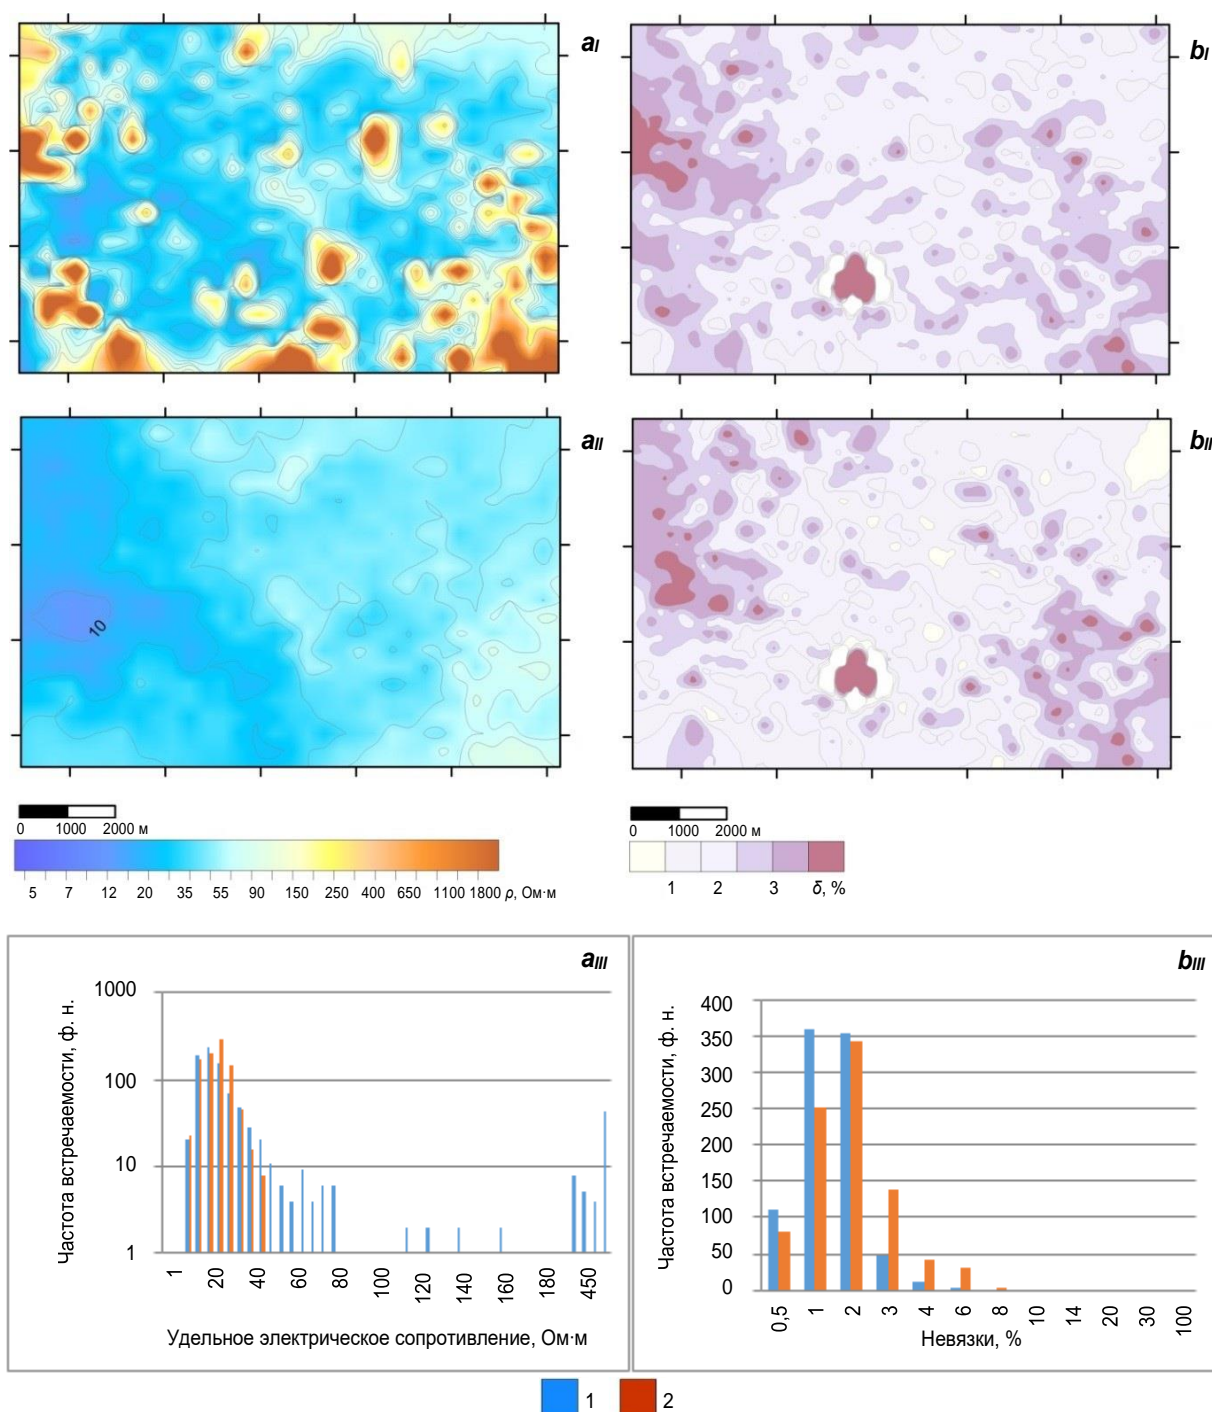 aI
bI
aII
bII
10
0 1000 2000 м
0 1000 2000 м
5 7 12 20 35 55 90 150 250 400 650 1100 1800 ρ, Ом·м
1 2 3 δ, %
aIII
Частота встречаемости, ф. н.
1000
100
10
1
1 20 40 60 80 100 120 140 160 180 450
Удельное электрическое сопротивление, Ом·м
bIII
Частота встречаемости, ф. н.
400
350
300
250
200
150
100
50
0
0,5 1 2 3 4 6 8 10 14 20 30 100
Невязки, %
1 2